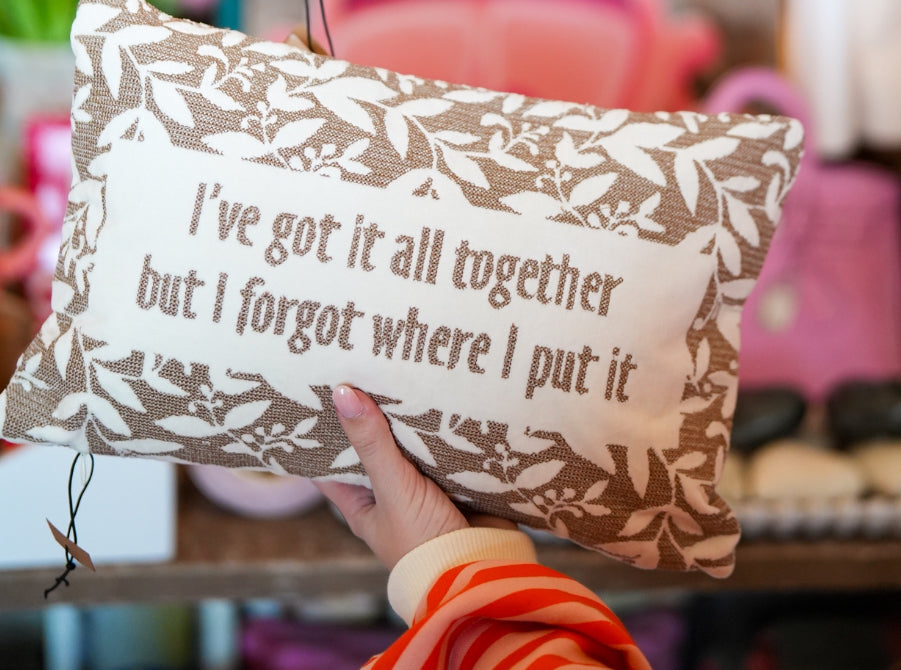 I've got it all together
but I forgot where I put it